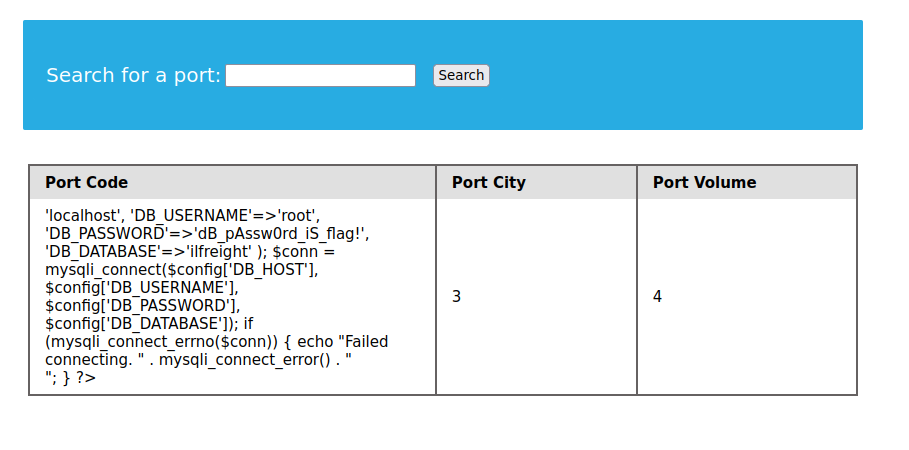 Search for a port:
Search
Port Code
Port City
Port Volume
'localhost', 'DB_USERNAME'=>'root',
'DB_PASSWORD'=>'dB_pAssw0rd_iS_flag!',
'DB_DATABASE'=>'ilfreight' ); $conn =
mysqli_connect($config['DB_HOST'],
$config['DB_USERNAME'],
$config['DB_PASSWORD'],
$config['DB_DATABASE']); if
(mysqli_connect_errno($conn)) { echo "Failed
connecting. " . mysqli_connect_error() . "
"; } ?>
3
4